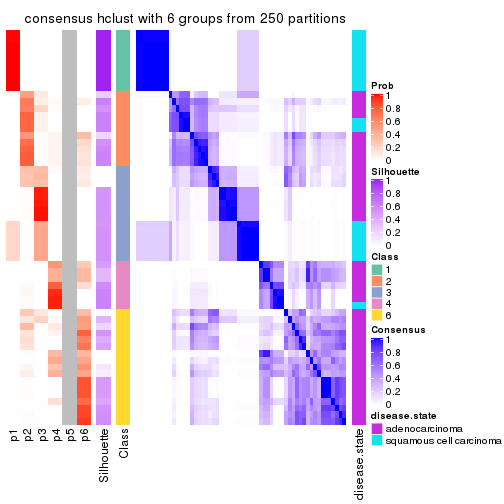 consensus hclust with 6 groups from 250 partitions
Prob
1
0.8
0.6
0.4
0.2
0
Silhouette
1
0.8
0.6
0.4
0.2
0
Class
1
2
3
4
6
Consensus
1
0.8
0.6
0.4
0.2
0
disease.state
adenocarcinoma
squamous cell carcinoma
p1
p2
p3
p4
p5
p6
Silhouette
Class
disease.state